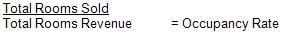 Total Rooms Sold
Total Rooms Revenue = Occupancy Rate